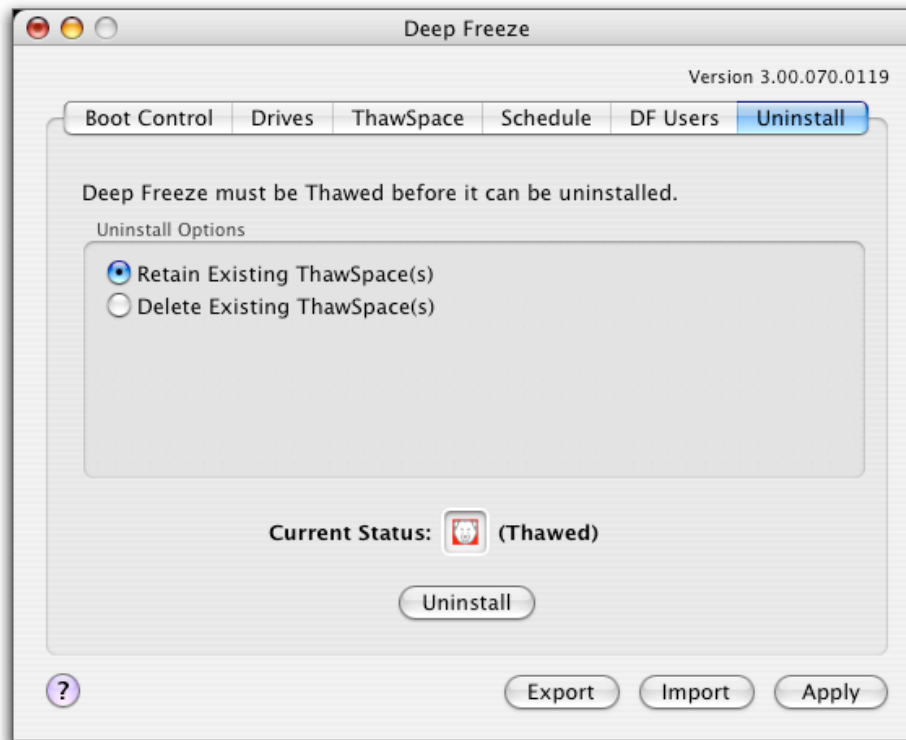 Deep Freeze
Version 3.00.070.0119
Boot Control Drives ThawSpace Schedule DF Users Uninstall
Deep Freeze must be Thawed before it can be uninstalled.
Uninstall Options
Retain Existing ThawSpace(s)
Delete Existing ThawSpace(s)
Current Status: (Thawed)
Uninstall
? Export Import Apply